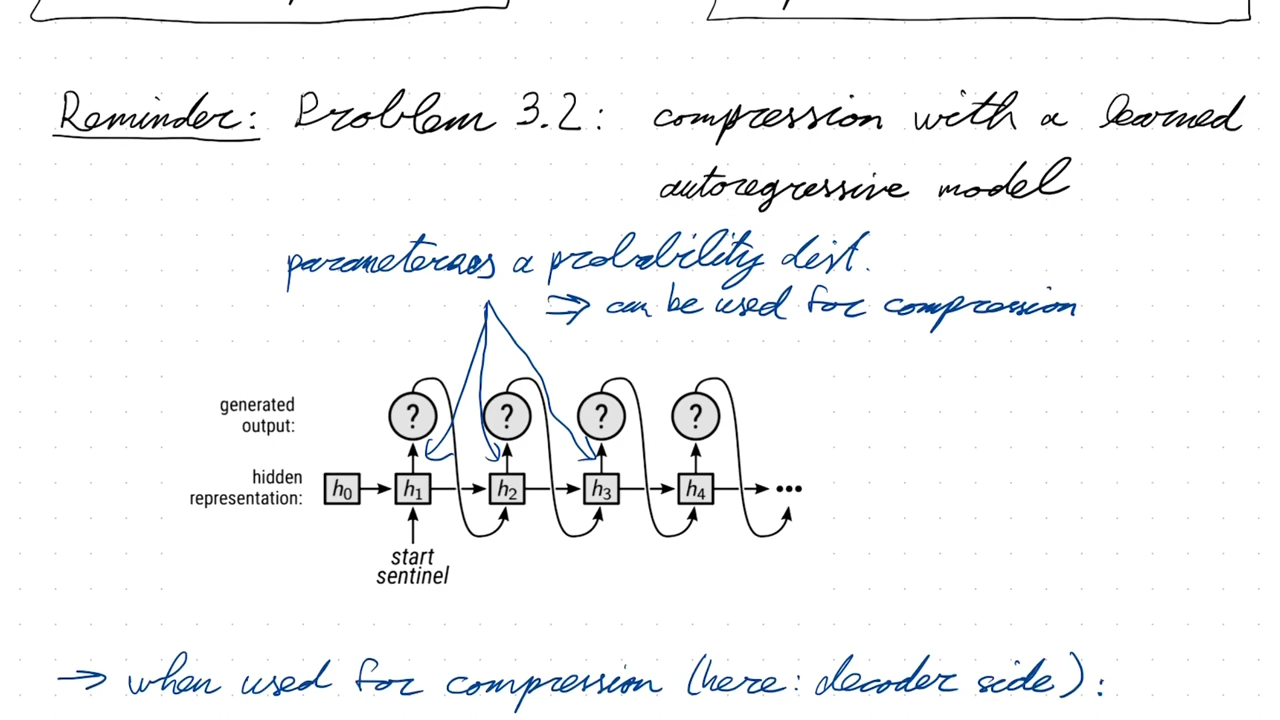 Reminder: Problem 3.2: compression with a learned
autoregressive model
a probability dist.
⇒ can be used for compression
generated
output:
? ? ? ?
hidden
representation:
h0 h1 h2 h3 h4 •••
start
sentinel
→ when used for compression (here: decoder side):